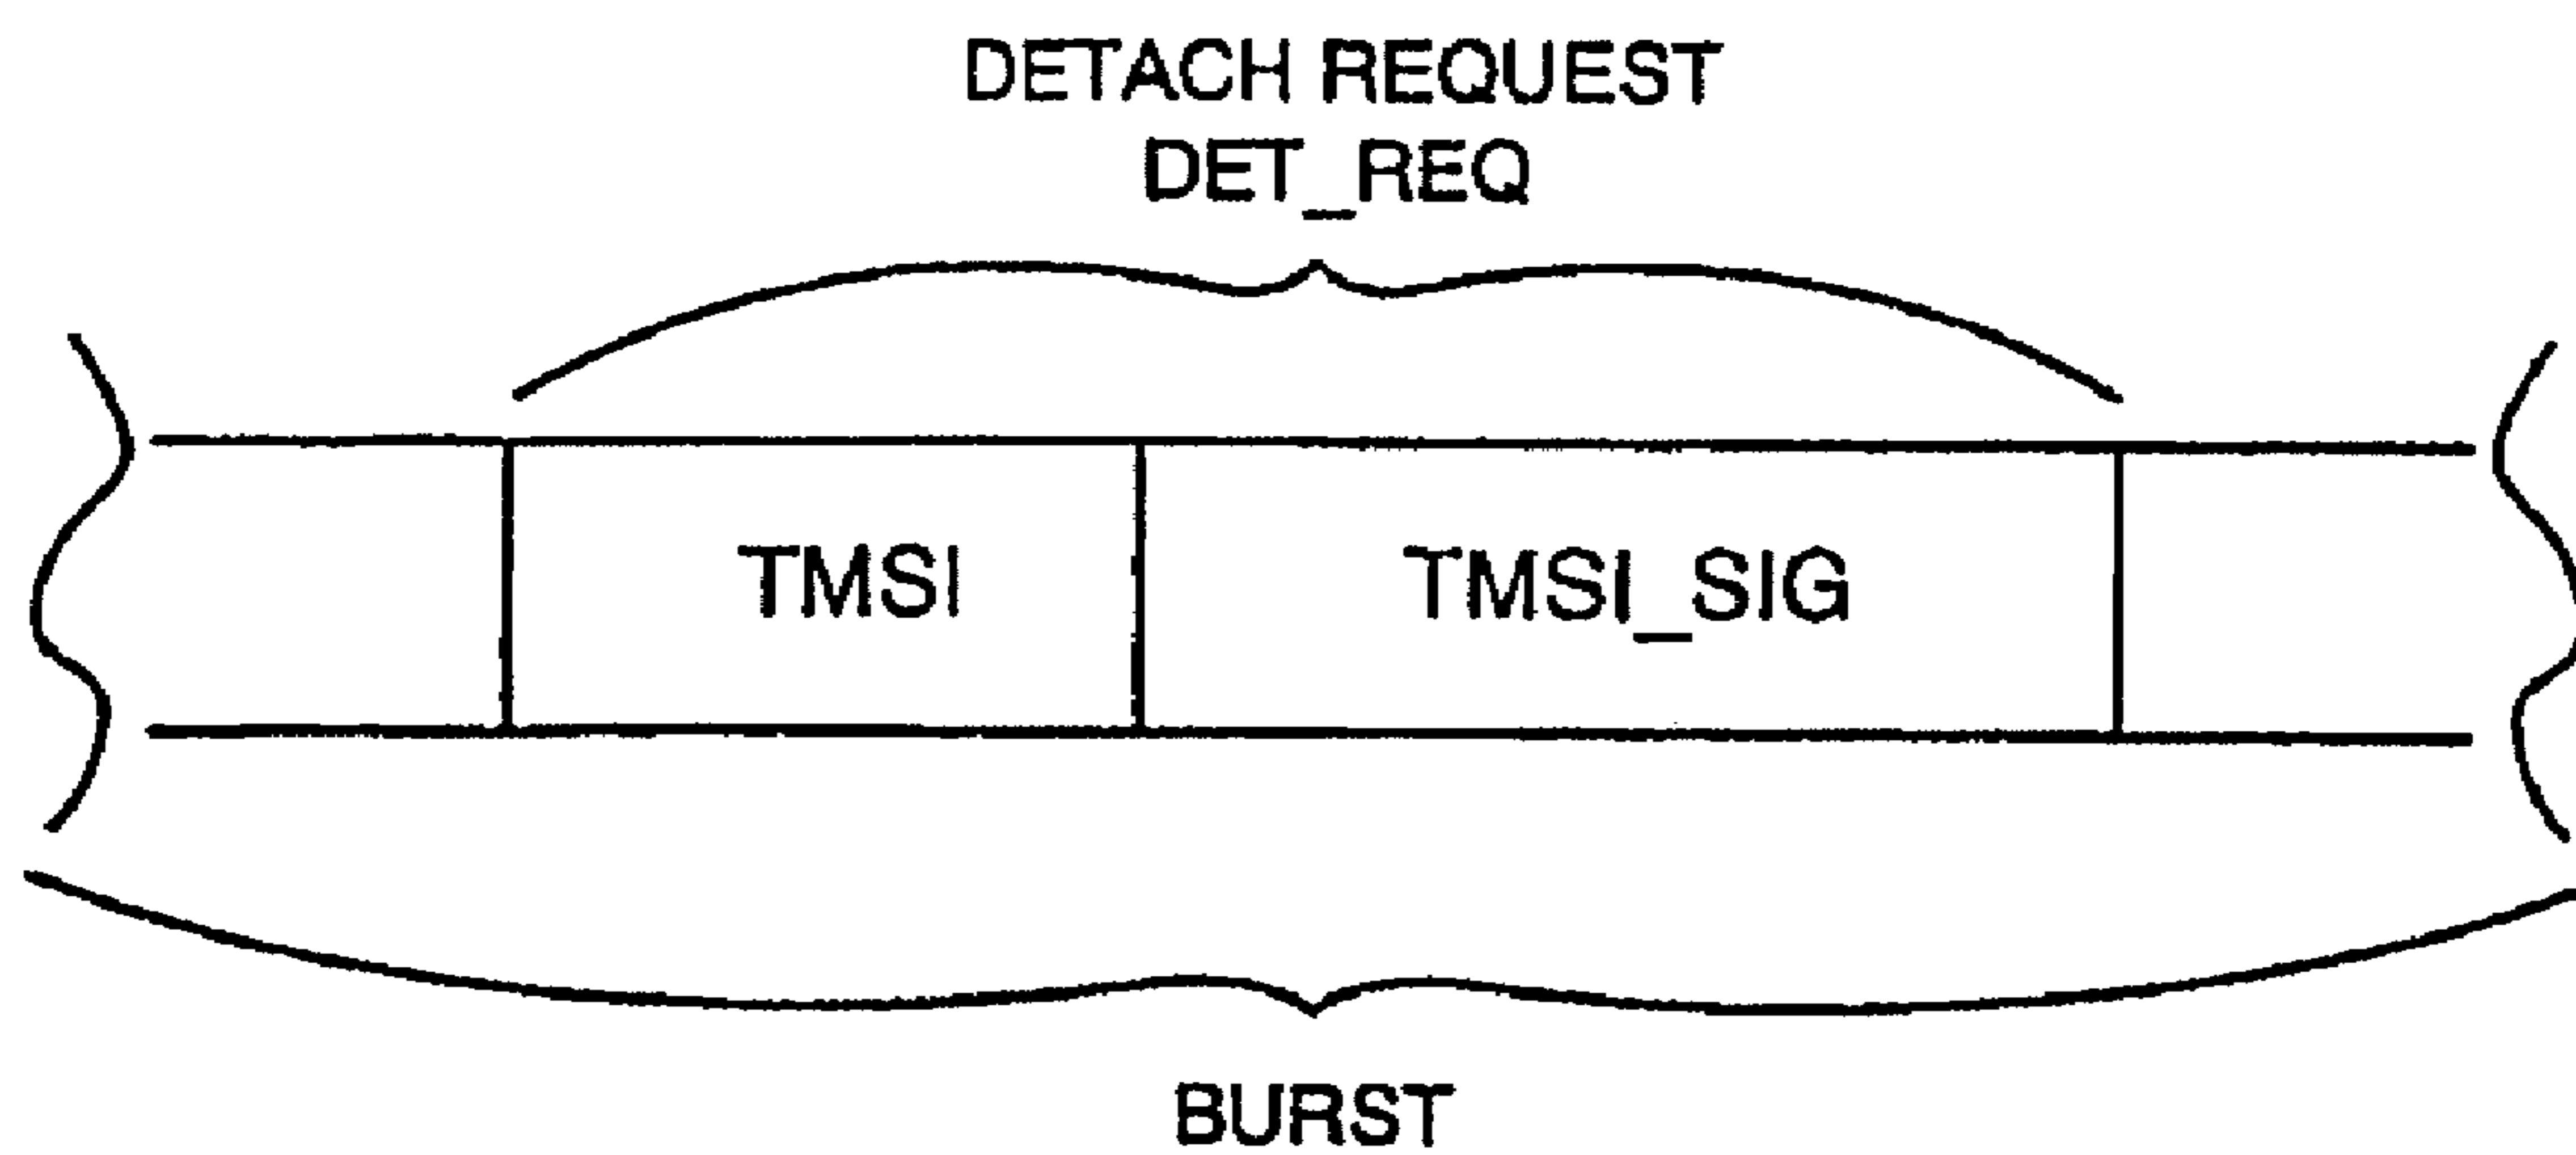 DETACH REQUEST
DET_REQ
TMSI
TMSI_SIG
BURST